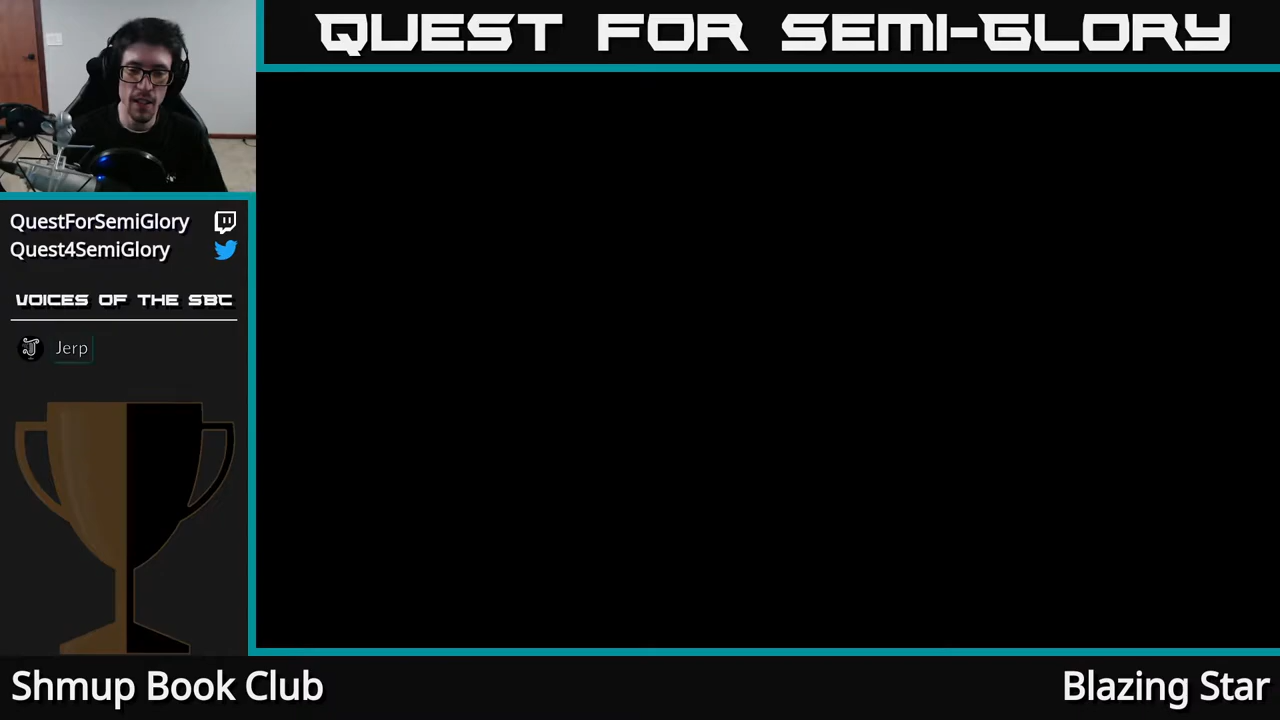 QUEST FOR SEMI-GLORY
QuestForSemiGlory
Quest4SemiGlory
VOICES OF THE SBC
Jerp
Shmup Book Club
Blazing Star